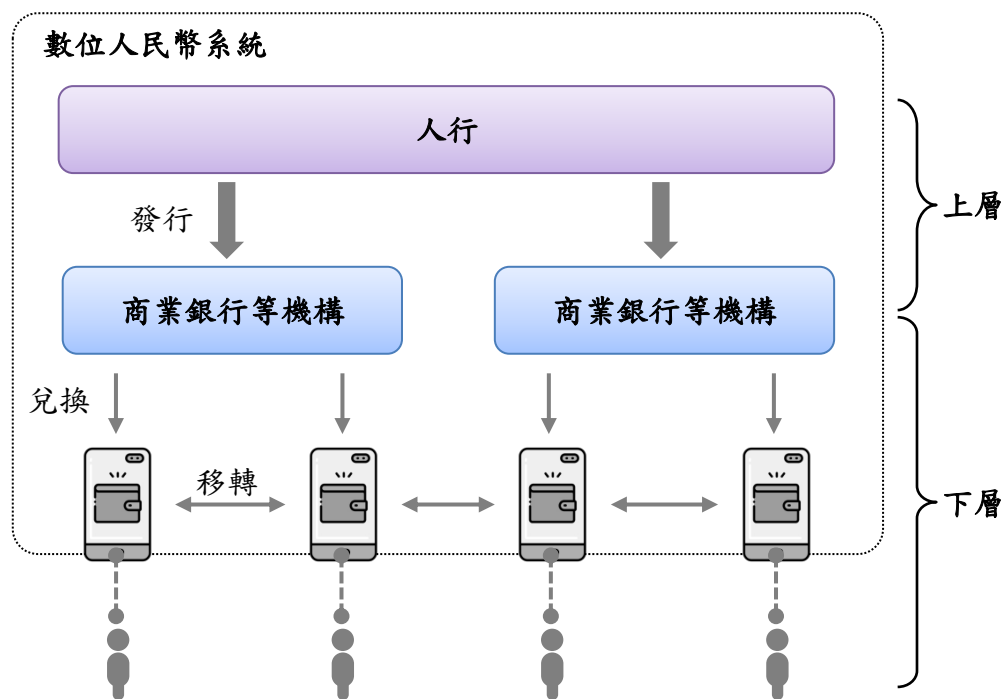 數位人民幣系統
人行
發行
上層
商業銀行等機構
商業銀行等機構
兌換
移轉
下層